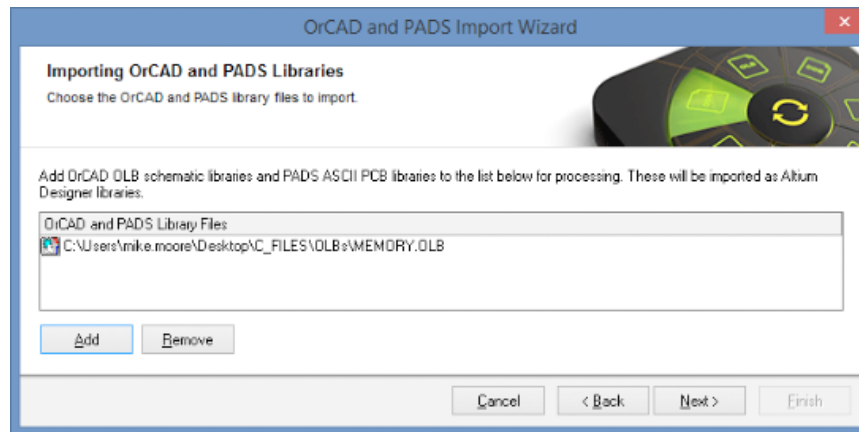 OrCAD and PADS Import Wizard
Importing OrCAD and PADS Libraries
Choose the OrCAD and PADS library files to import.
Add OrCAD OLB schematic libraries and PADS ASCII PCB libraries to the list below for processing. These will be imported as Altium
Designer libraries.
OrCAD and PADS Library Files
C:\Users\mike.moore\Desktop\C_FILES\OLBs\MEMORY.OLB
Add Remove
Cancel < Back Next > Finish